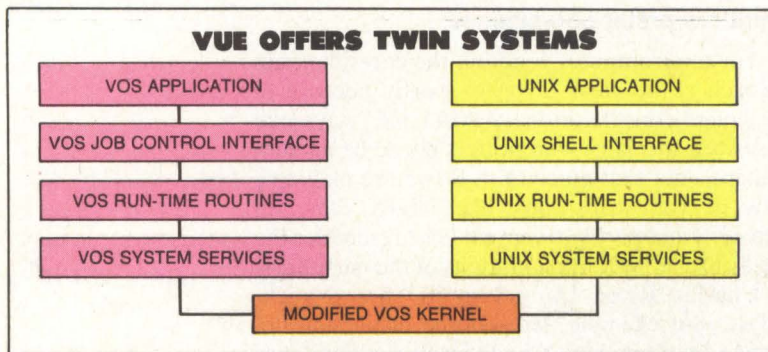 VUE OFFERS TWIN SYSTEMS
VOS APPLICATION
VOS JOB CONTROL INTERFACE
VOS RUN-TIME ROUTINES
VOS SYSTEM SERVICES
UNIX APPLICATION
UNIX SHELL INTERFACE
UNIX RUN-TIME ROUTINES
UNIX SYSTEM SERVICES
MODIFIED VOS KERNEL